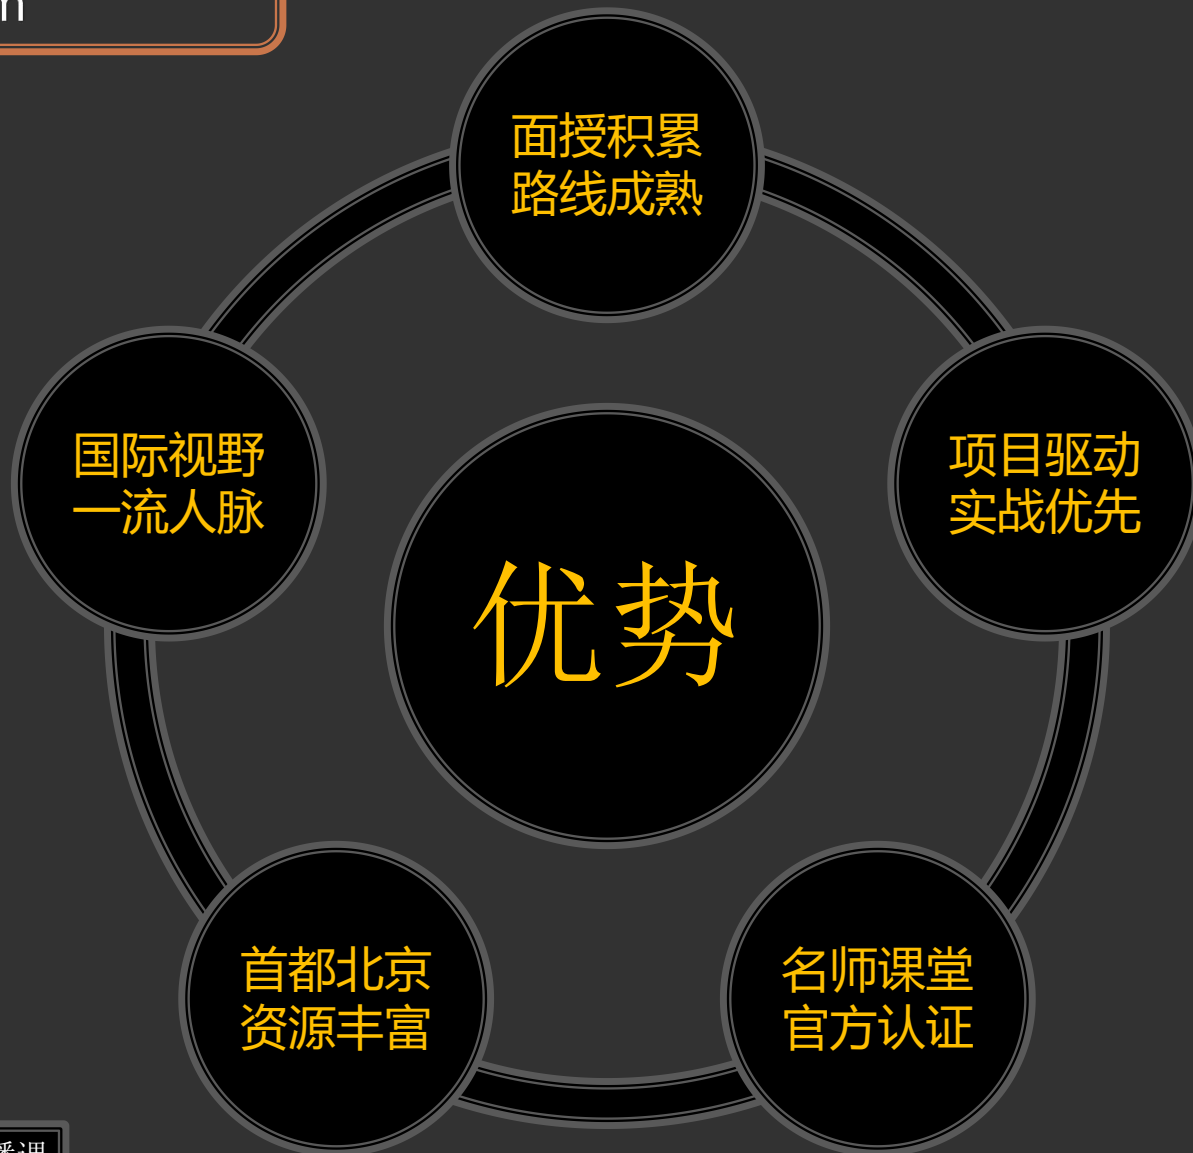 面授积累
路线成熟
国际视野
一流人脉
项目驱动
实战优先
优势
首都北京
资源丰富
名师课堂
官方认证